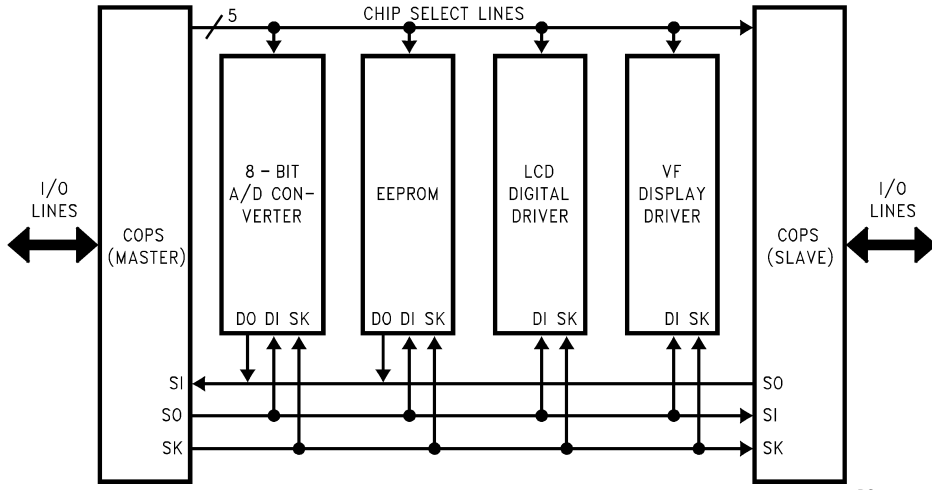 5
CHIP SELECT LINES
I/O
LINES
COPS
(MASTER)
8 - BIT
A/D CON-
VERTER
EEPROM
LCD
DIGITAL
DRIVER
VF
DISPLAY
DRIVER
COPS
(SLAVE)
I/O
LINES
DO DI SK
DO DI SK
DI SK
DI SK
SI
SO
SK
SO
SI
SK